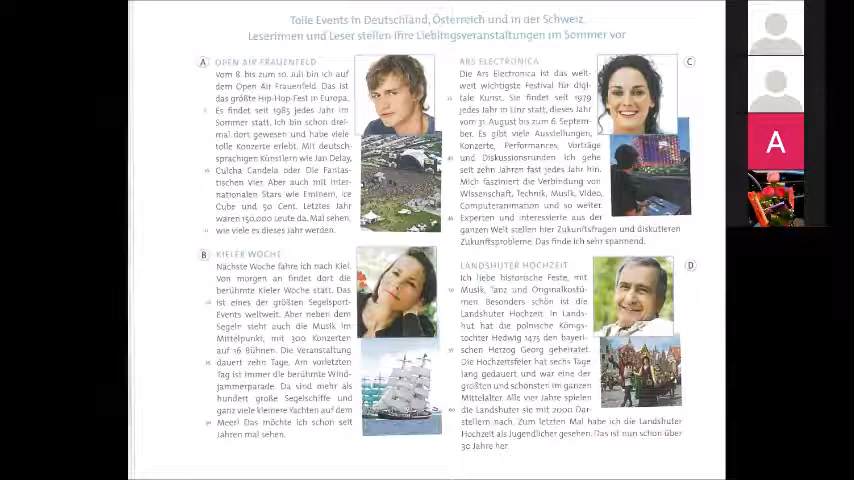 Tolle Events in Deutschland, Österreich und in der Schweiz.
Leserinnen und Leser stellen ihre Lieblingsveranstaltungen im Sommer vor
A OPEN AIR FRAUENFELD
Vom 8. bis zum 10. Juli bin ich auf
dem Open Air Frauenfeld. Das ist
das größte Hip-Hop-Fest in Europa.
Es findet seit 1985 jedes Jahr im
Sommer statt. Ich bin schon drei-
mal dort gewesen und habe viele
tolle Konzerte erlebt. Mit deutsch-
sprachigen Künstlern wie Jan Delay,
Culcha Candela oder Die Fantas-
tischen Vier. Aber auch mit inter-
nationalen Stars wie Eminem, Ice
Cube und 50 Cent. Letztes Jahr
waren 150.000 Leute da. Mal sehen,
wie viele es dieses Jahr werden.
B KIELER WOCHE
Nächste Woche fahre ich nach Kiel.
Von morgen an findet dort die
berühmte Kieler Woche statt. Das
ist eines der größten Segelsport-
Events weltweit. Aber neben dem
Segeln steht auch die Musik im
Mittelpunkt, mit 300 Konzerten
auf 16 Bühnen. Die Veranstaltung
dauert zehn Tage. Am vorletzten
Tag ist immer die berühmte Wind-
jammerparade. Da sind mehr als
hundert große Segelschiffe und
ganz viele kleinere Yachten auf dem
Meer! Das möchte ich schon seit
Jahren mal sehen.
ARS ELECTRONICA C
Die Ars Electronica ist das welt-
weit wichtigste Festival für digi-
tale Kunst. Sie findet seit 1979
jedes Jahr in Linz statt, dieses Jahr
vom 31. August bis zum 6. Septem-
ber. Es gibt viele Ausstellungen,
Konzerte, Performances, Vorträge
und Diskussionsrunden. Ich gehe
seit zehn Jahren fast jedes Jahr hin.
Mich fasziniert die Verbindung von
Wissenschaft, Technik, Musik, Video,
Computeranimation und so weiter.
Experten und Interessierte aus der
ganzen Welt stellen hier Zukunftsfragen und diskutieren
Zukunftsprobleme. Das finde ich sehr spannend.
LANDSHUTER HOCHZEIT D
Ich liebe historische Feste, mit
Musik, Tanz und Originalkostü-
men. Besonders schön ist die
Landshuter Hochzeit. In Lands-
hut hat die polnische Königs-
tochter Hedwig 1475 den bayeri-
schen Herzog Georg geheiratet.
Die Hochzeitsfeier hat sechs Tage
lang gedauert und war eine der
größten und schönsten im ganzen
Mittelalter. Alle vier Jahre spielen
die Landshuter sie mit 2000 Dar-
stellern nach. Zum letzten Mal habe ich die Landshuter
Hochzeit als Jugendlicher gesehen. Das ist nun schon über
30 Jahre her.
A